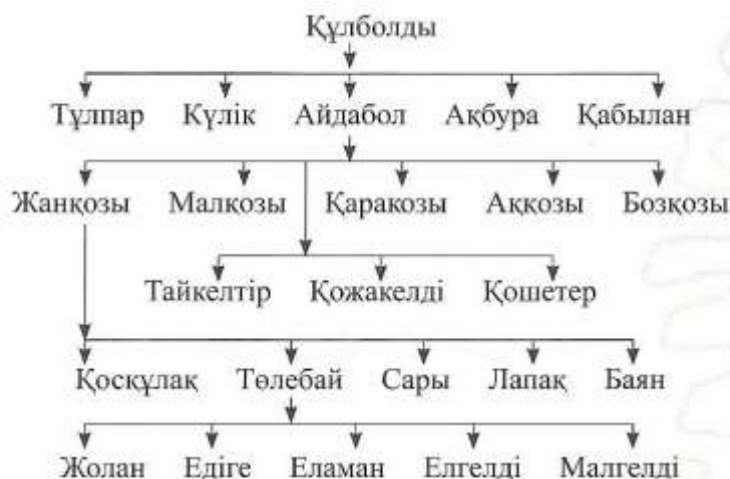 Құлболды
Тұлпар Күлік Айдабол Ақбура Қабылан
Жанқозы Малқозы Қаракозы Аққозы Бозқозы
Тайкелтір Қожакелді Қошетер
Қосқұлақ Төлебай Сары Лапақ Баян
Жолан Едіге Еламан Елгелді Малгелді